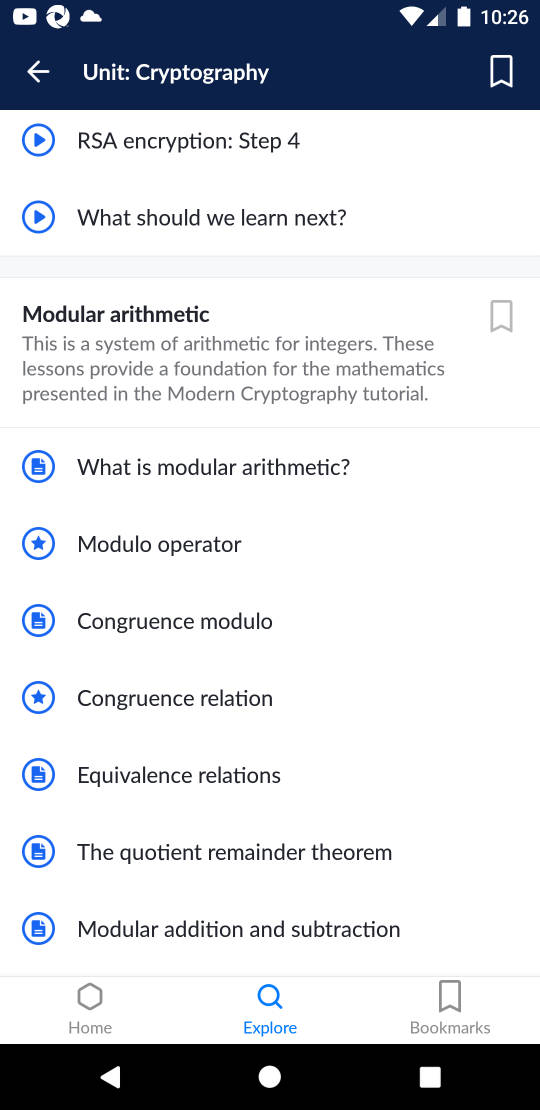 10:26
Unit: Cryptography
RSA encryption: Step 4
What should we learn next?
Modular arithmetic
This is a system of arithmetic for integers. These
lessons provide a foundation for the mathematics
presented in the Modern Cryptography tutorial.
What is modular arithmetic?
Modulo operator
Congruence modulo
Congruence relation
Equivalence relations
The quotient remainder theorem
Modular addition and subtraction
Home
Explore
Bookmarks